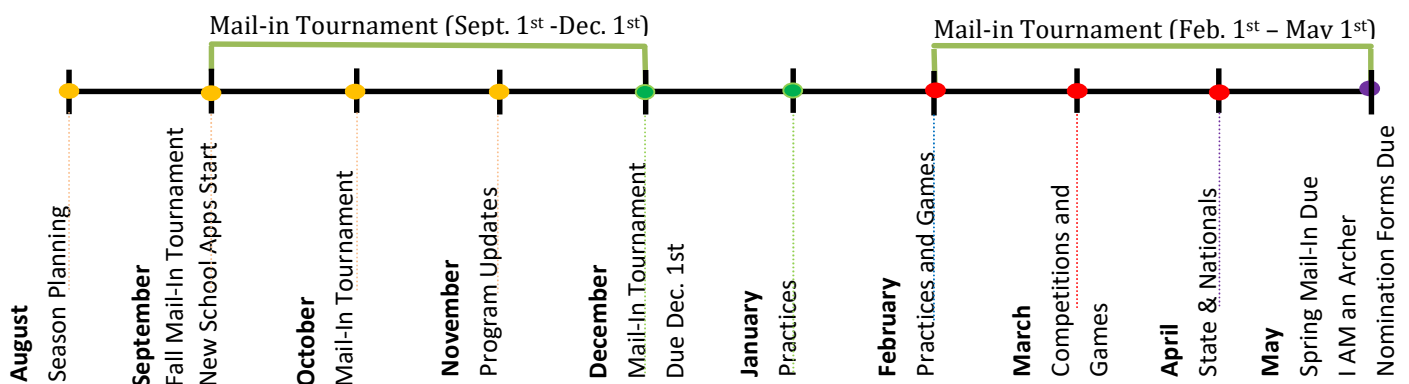 Mail-in Tournament (Sept. 1st -Dec. 1st)
Mail-in Tournament (Feb. 1st – May 1st)
August
Season Planning
September
Fall Mail-In Tournament
New School Apps Start
October
Mail-In Tournament
November
Program Updates
December
Mail-In Tournament
Due Dec. 1st
January
Practices
February
Practices and Games
March
Competitions and
Games
April
State & Nationals
May
Spring Mail-In Due
I AM an Archer
Nomination Forms Due